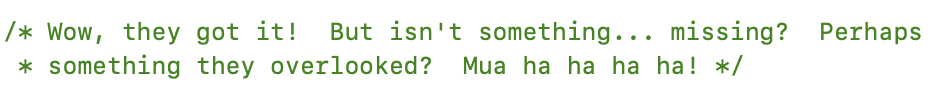 /* Wow, they got it!  But isn't something... missing?  Perhaps
 * something they overlooked?  Mua ha ha ha ha! */